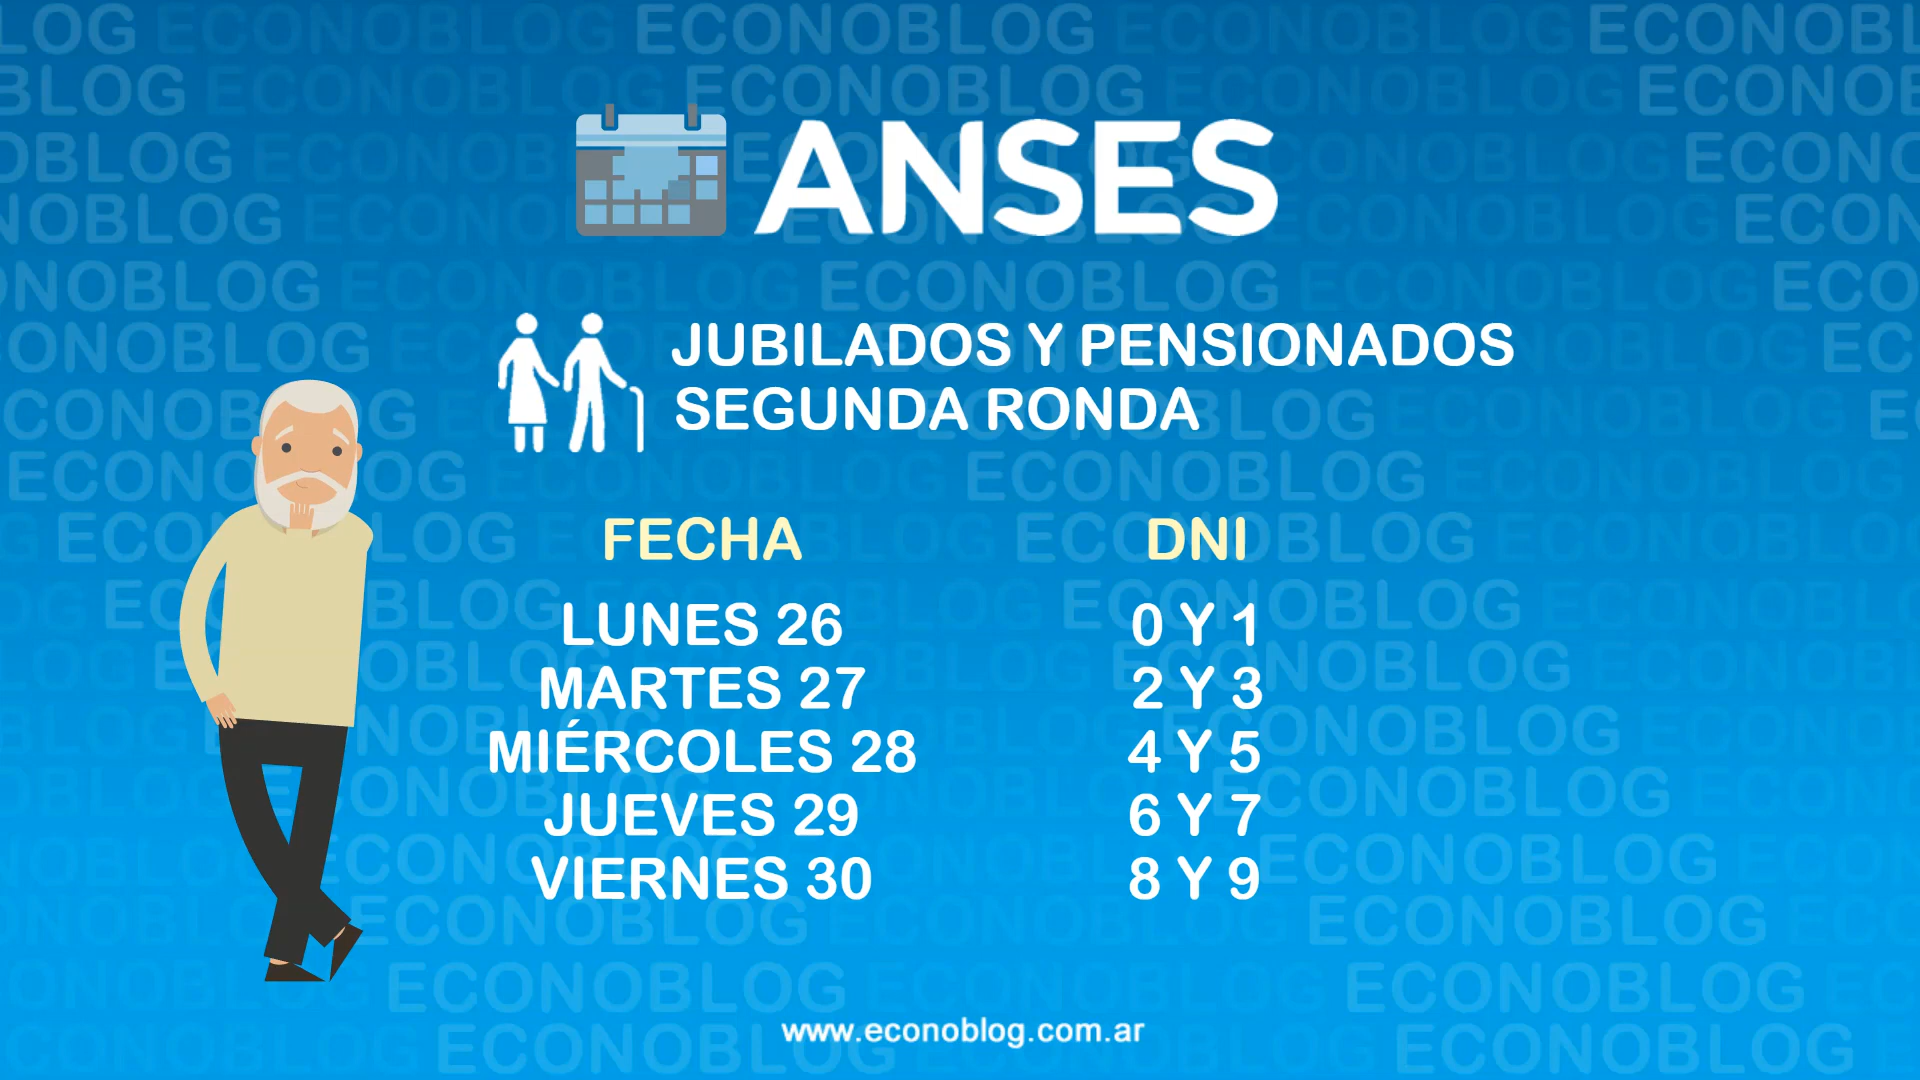 ANSES
JUBILADOS Y PENSIONADOS
SEGUNDA RONDA
FECHA DNI
LUNES 26 0 Y 1
MARTES 27 2 Y 3
MIÉRCOLES 28 4 Y 5
JUEVES 29 6 Y 7
VIERNES 30 8 Y 9
www.econoblog.com.ar
ECONOBLOG